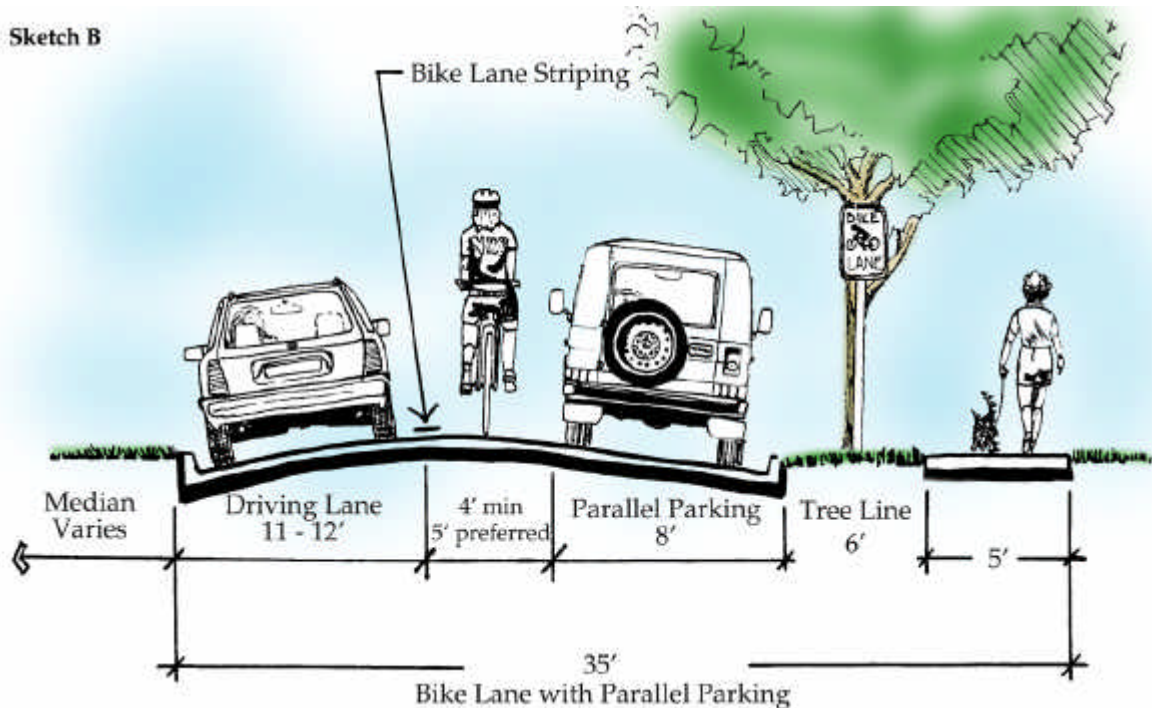 Sketch B
Bike Lane Striping
BIKE
LANE
Median
Varies
Driving Lane
11 - 12′
4′ min
5′ preferred
Parallel Parking
8′
Tree Line
6′
5′
35′
Bike Lane with Parallel Parking